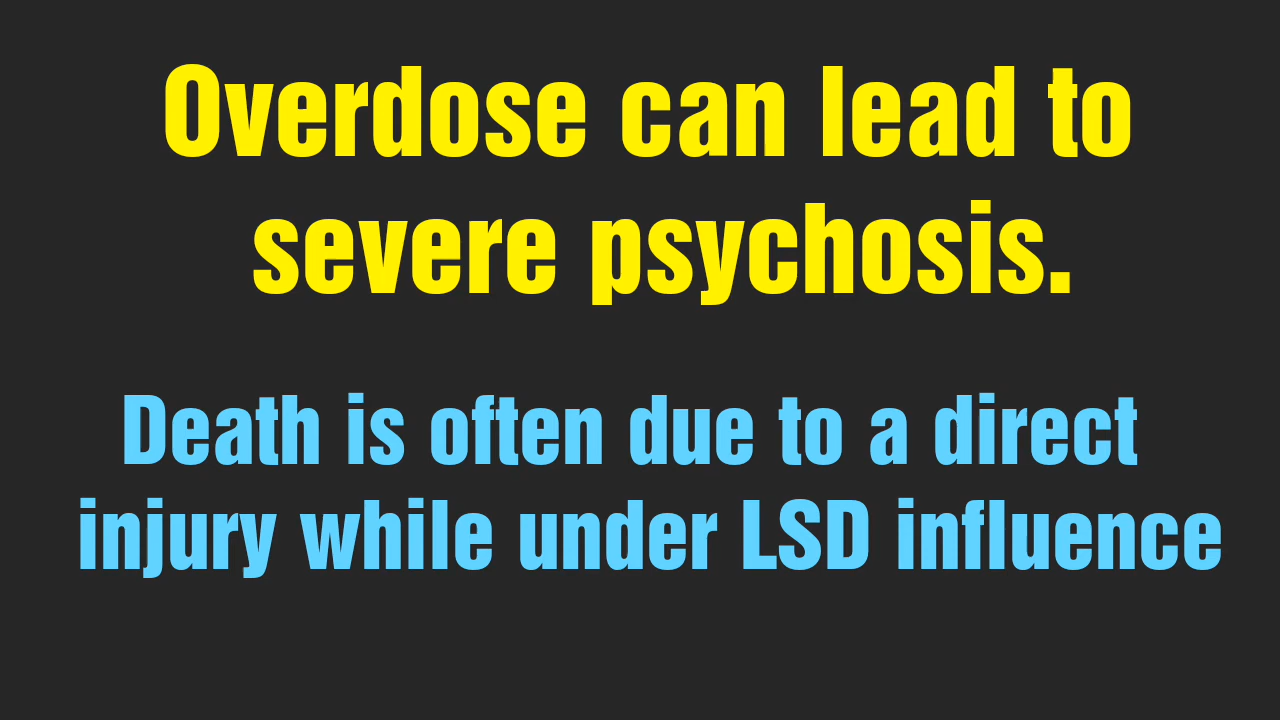 Overdose can lead to
severe psychosis.
Death is often due to a direct
injury while under LSD influence